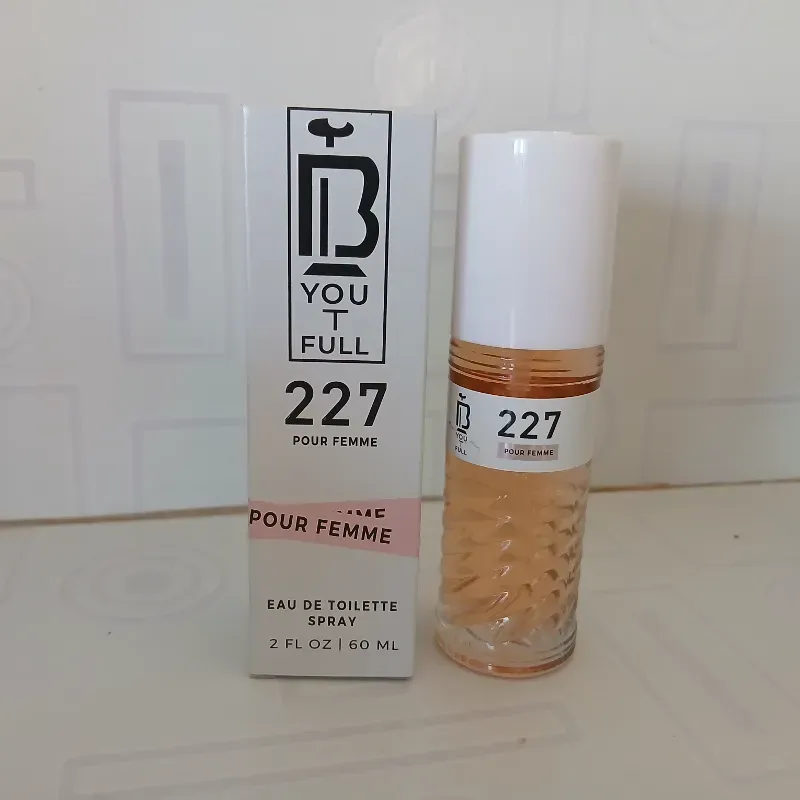 B
YOU
T
FULL
227
POUR FEMME
POUR FEMME
EAU DE TOILETTE
SPRAY
2 FL OZ | 60 ML
B
YOU
T
FULL
227
POUR FEMME